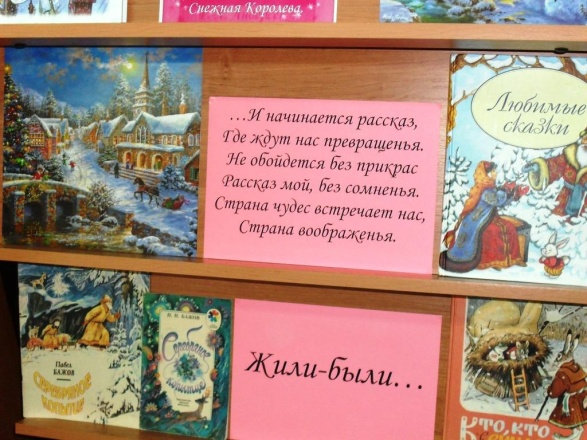 Снежная Королева.
…И начинается рассказ,
Где ждут нас превращенья.
Не обойдется без прикрас
Рассказ мой, без сомненья.
Страна чудес встречает нас,
Страна воображенья.
Любимые
сказки
Павел
БАЖОВ
СЕРЕБРЯНОЕ
КОПЫТЦЕ
П. П. БАЖОВ
Серебряное
копытце
Жили-были…
КТО, КТО